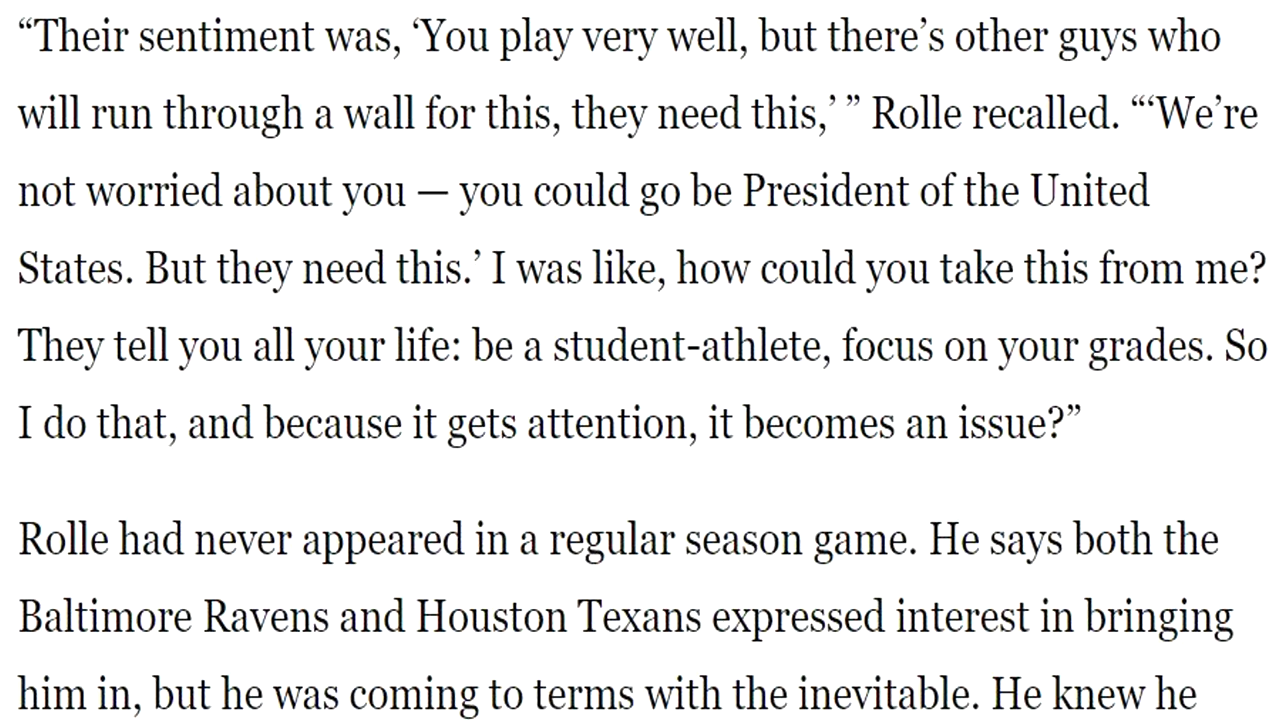 “Their sentiment was, ‘You play very well, but there’s other guys who
will run through a wall for this, they need this,’ ” Rolle recalled. “‘We’re
not worried about you — you could go be President of the United
States. But they need this.’ I was like, how could you take this from me?
They tell you all your life: be a student-athlete, focus on your grades. So
I do that, and because it gets attention, it becomes an issue?”
Rolle had never appeared in a regular season game. He says both the
Baltimore Ravens and Houston Texans expressed interest in bringing
him in, but he was coming to terms with the inevitable. He knew he